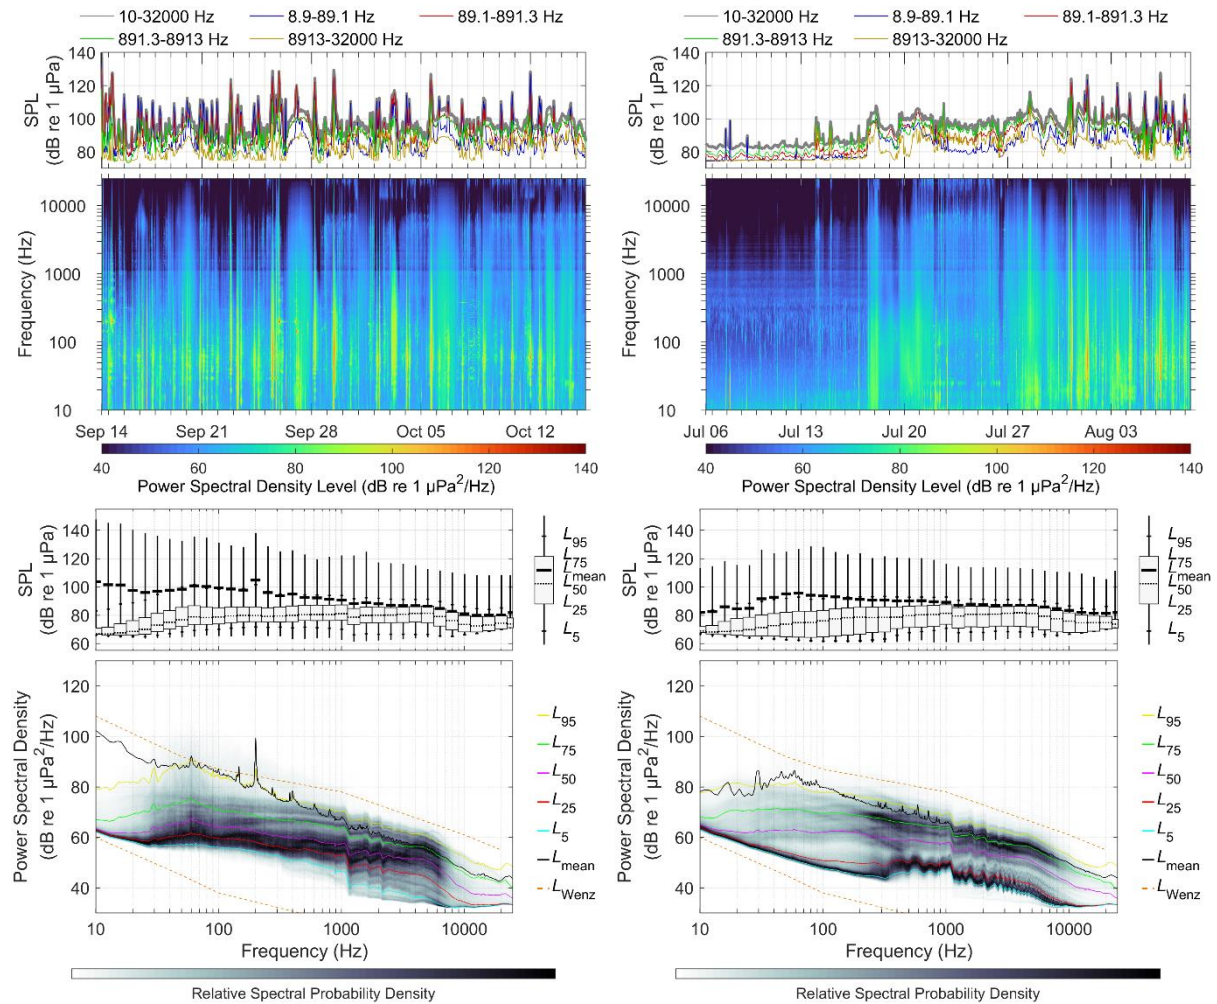 10-32000 Hz 8.9-89.1 Hz 89.1-891.3 Hz
891.3-8913 Hz 8913-32000 Hz
SPL
(dB re 1 µPa)
140
120
100
80
Frequency (Hz)
10000
1000
100
10
Sep 14 Sep 21 Sep 28 Oct 05 Oct 12
40 60 80 100 120 140
Power Spectral Density Level (dB re 1 µPa²/Hz)
SPL
(dB re 1 µPa)
140
120
100
80
60
L95
L75
Lmean
L50
L25
L5
Power Spectral Density
(dB re 1 µPa²/Hz)
120
100
80
60
40
10 100 1000 10000
Frequency (Hz)
L95
L75
L50
L25
L5
Lmean
LWenz
Relative Spectral Probability Density
10-32000 Hz 8.9-89.1 Hz 89.1-891.3 Hz
891.3-8913 Hz 8913-32000 Hz
SPL
(dB re 1 µPa)
140
120
100
80
Frequency (Hz)
10000
1000
100
10
Jul 06 Jul 13 Jul 20 Jul 27 Aug 03
40 60 80 100 120 140
Power Spectral Density Level (dB re 1 µPa²/Hz)
SPL
(dB re 1 µPa)
140
120
100
80
60
L95
L75
Lmean
L50
L25
L5
Power Spectral Density
(dB re 1 µPa²/Hz)
120
100
80
60
40
10 100 1000 10000
Frequency (Hz)
L95
L75
L50
L25
L5
Lmean
LWenz
Relative Spectral Probability Density